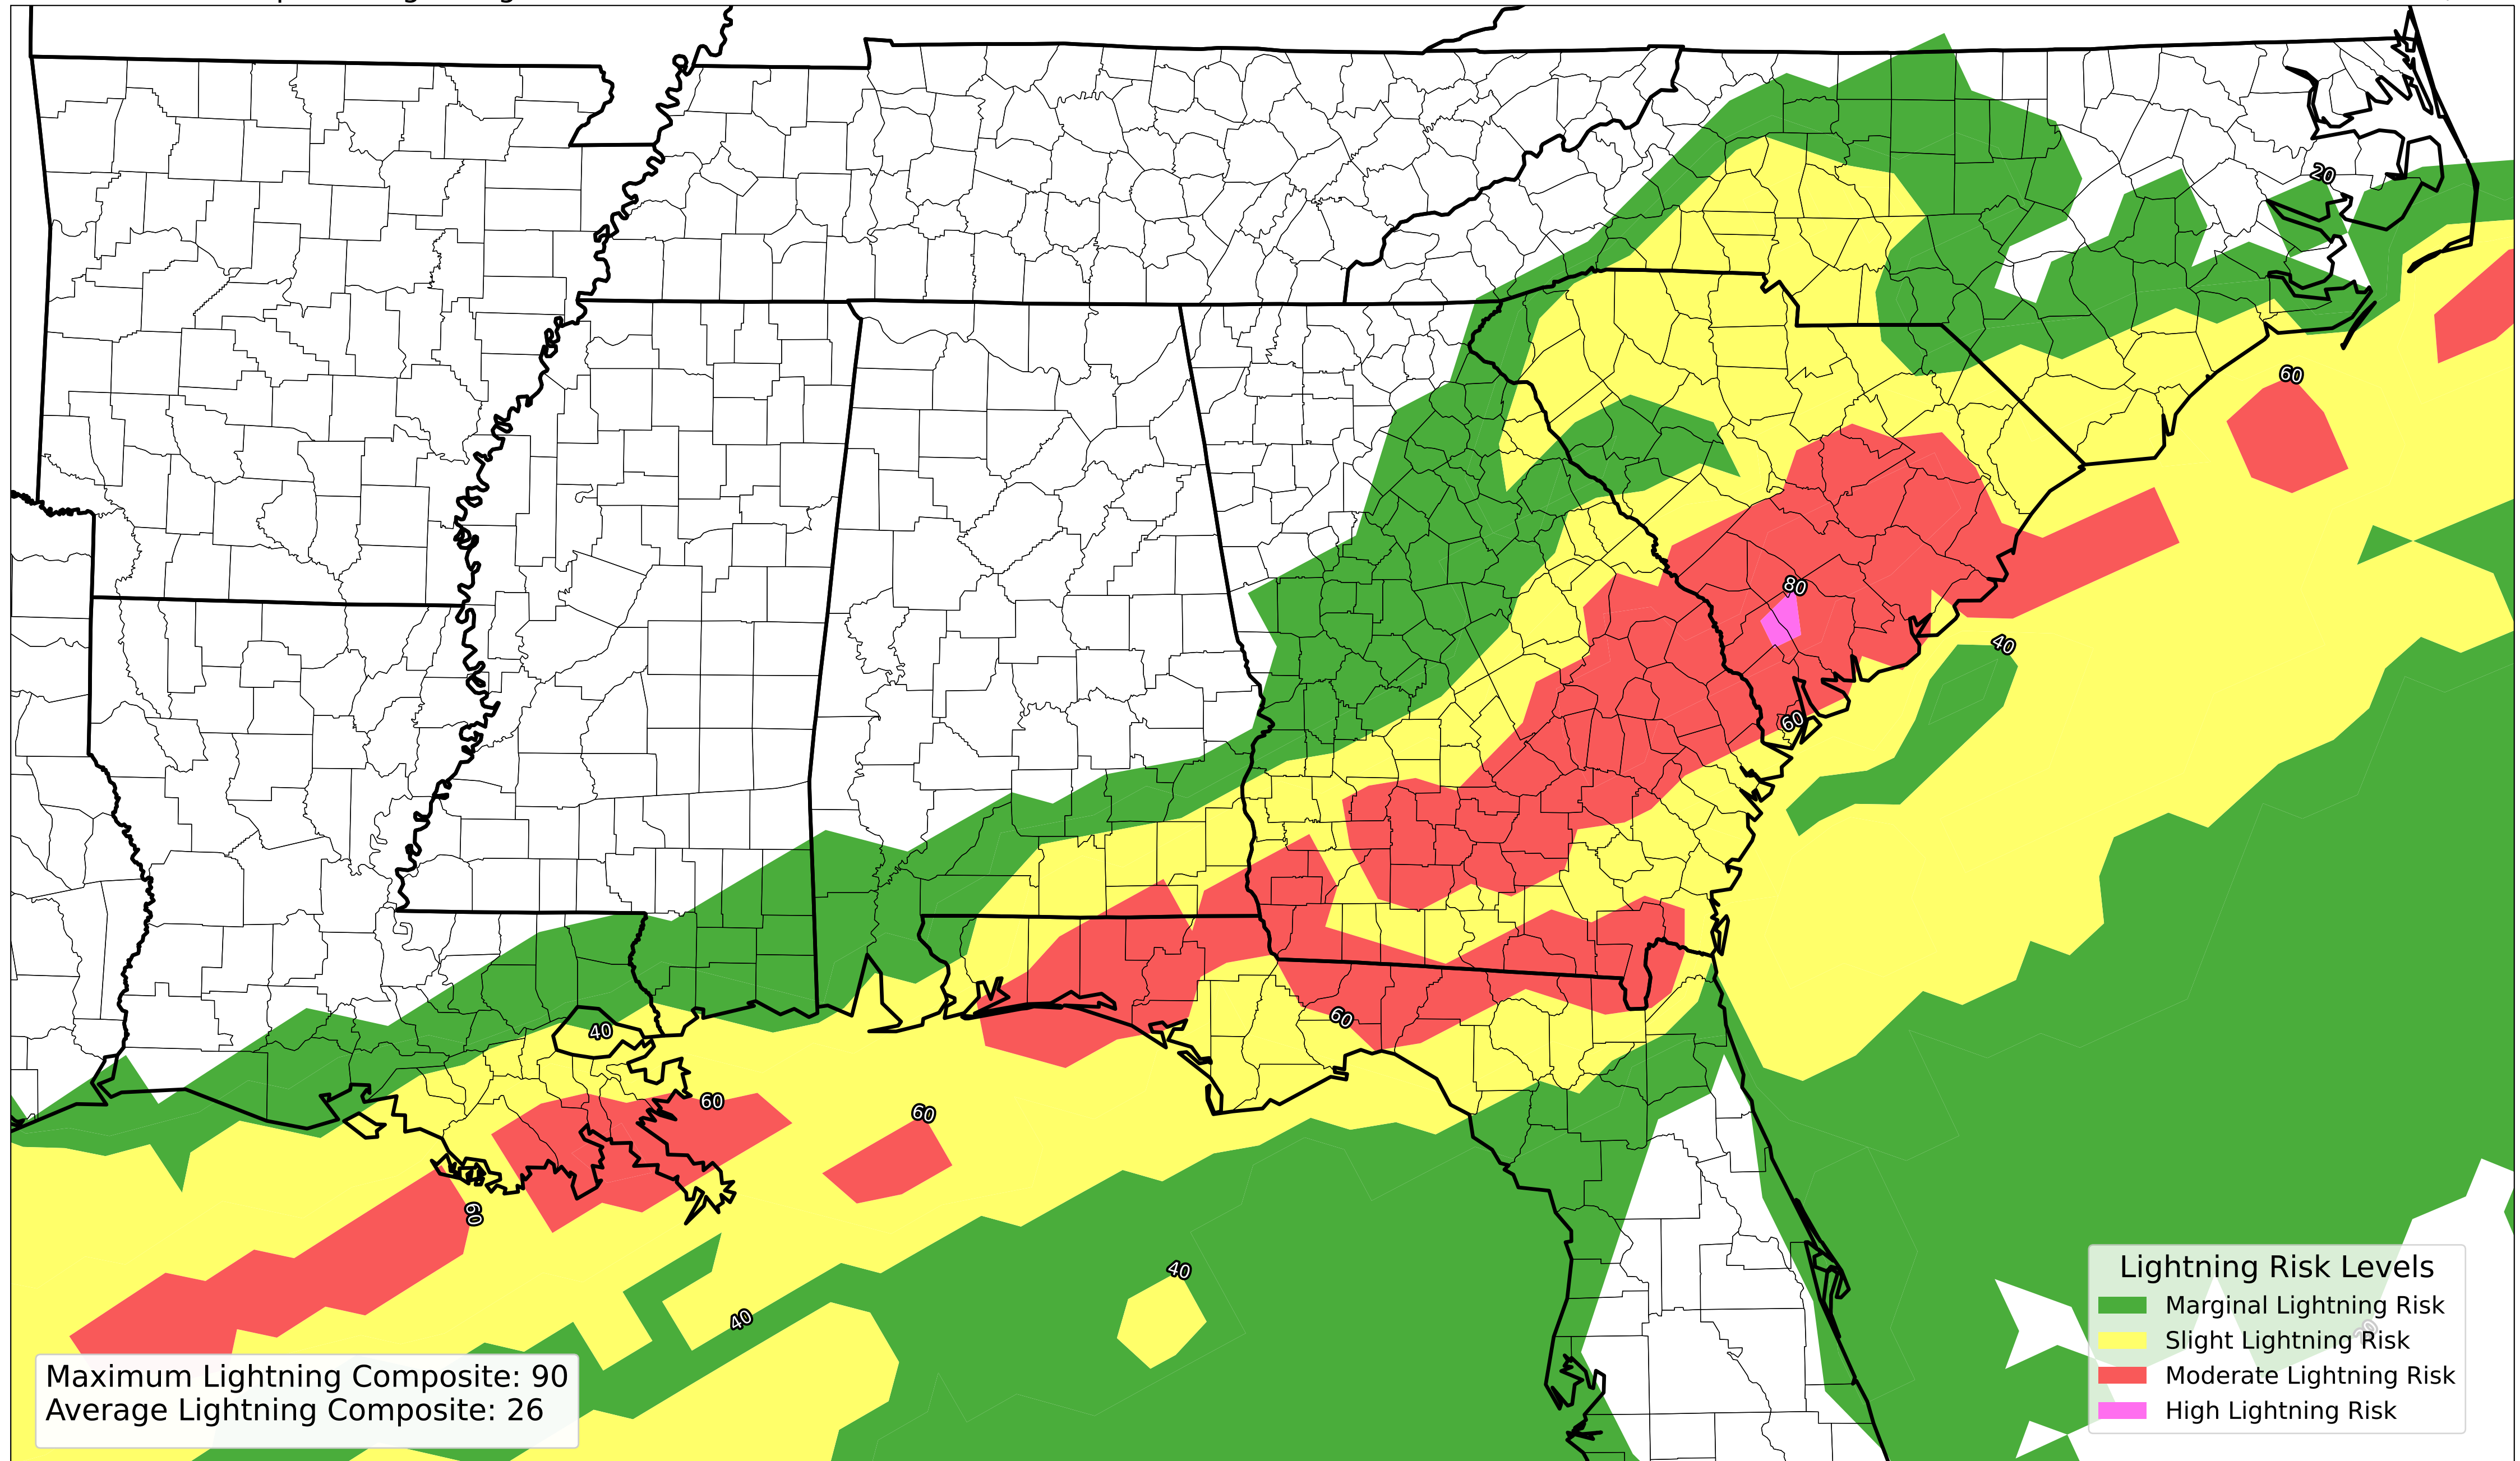 20
60
80
40
60
60
40
60
60
60
40
40
Lightning Risk Levels
Marginal Lightning Risk
Slight Lightning Risk
Moderate Lightning Risk
High Lightning Risk
Maximum Lightning Composite: 90
Average Lightning Composite: 26